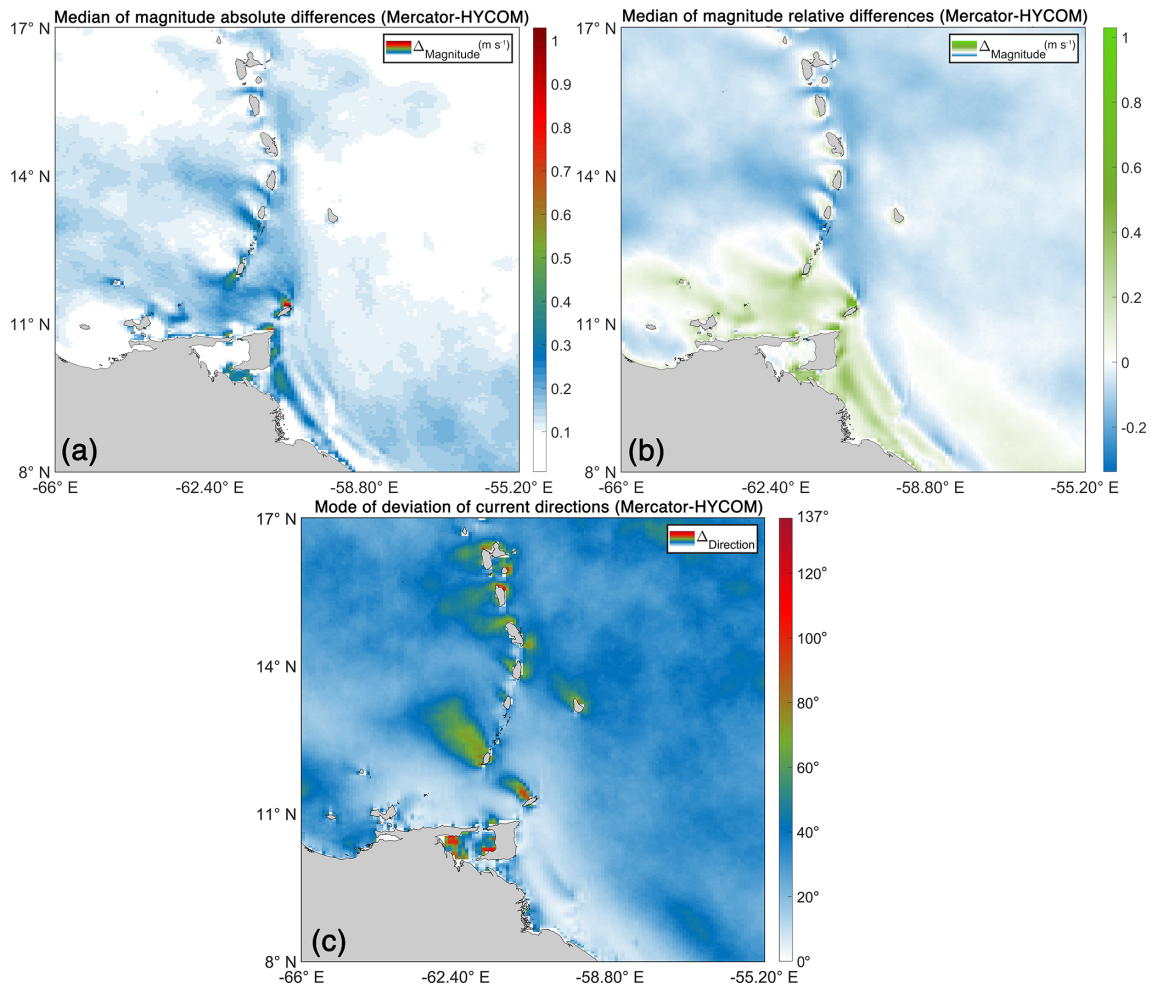 Median of magnitude absolute differences (Mercator-HYCOM)
17° N
14° N
11° N
8° N
-66° E
-62.40° E
-58.80° E
-55.20° E
Δ Magnitude (m s⁻¹)
(a)
1
0.9
0.8
0.7
0.6
0.5
0.4
0.3
0.2
0.1
Median of magnitude relative differences (Mercator-HYCOM)
17° N
14° N
11° N
8° N
-66° E
-62.40° E
-58.80° E
-55.20° E
Δ Magnitude (m s⁻¹)
(b)
1
0.8
0.6
0.4
0.2
0
-0.2
Mode of deviation of current directions (Mercator-HYCOM)
17° N
14° N
11° N
8° N
-66° E
-62.40° E
-58.80° E
-55.20° E
Δ Direction
(c)
137°
120°
100°
80°
60°
40°
20°
0°